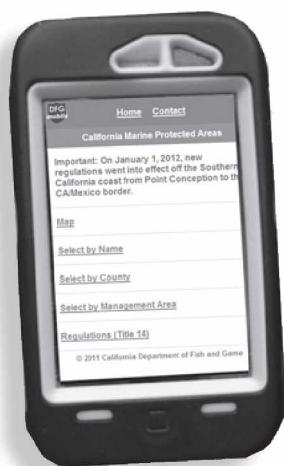 DFG
mobile
Home Contact
California Marine Protected Areas
Important: On January 1, 2012, new
regulations went into effect off the Southern
California coast from Point Conception to th
CA/Mexico border.
Map
Select by Name
Select by County
Select by Management Area
Regulations (Title 14)
© 2011 California Department of Fish and Game